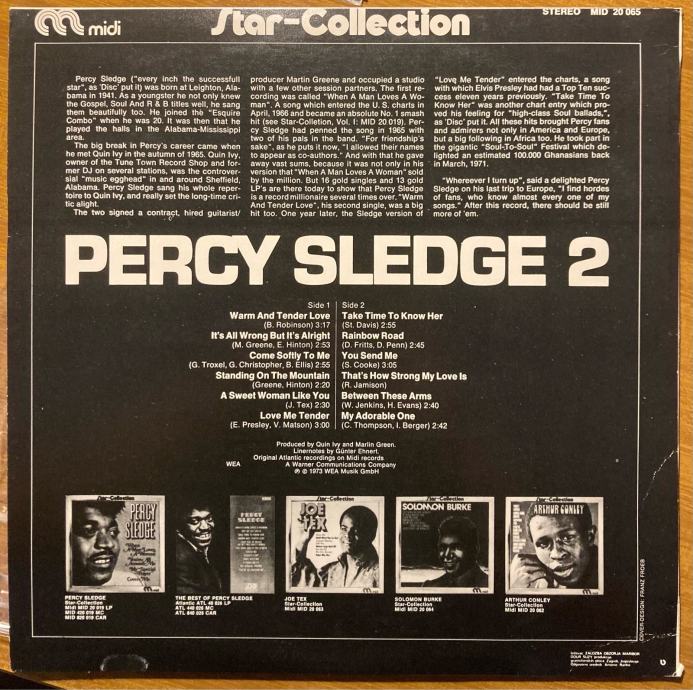 midi
Star-Collection
STEREO MID 20 065
Percy Sledge ("every inch the successfull
star", as 'Disc' put it) was born at Leighton, Ala-
bama in 1941. As a youngster he not only knew
the Gospel, Soul And R & B titles well, he sang
them beautifully too. He joined the "Esquire
Combo" when he was 20. It was then that he
played the halls in the Alabama-Mississippi
area.
The big break in Percy's career came when
he met Quin Ivy in the autumn of 1965. Quin Ivy,
owner of the Tune Town Record Shop and for-
mer DJ on several stations, was the controver-
sial "music egghead" in and around Sheffield,
Alabama. Percy Sledge sang his whole reper-
toire to Quin Ivy, and really set the long-time cri-
tic alight.
The two signed a contract, hired guitarist/
producer Martin Greene and occupied a studio
with a few other session partners. The first re-
cording was called "When A Man Loves A Wo-
man". A song which entered the U. S. charts in
April, 1966 and became an absolute No. 1 smash
hit (see Star-Collection, Vol. I: MID 20 019). Per-
cy Sledge had penned the song in 1965 with
two of his pals in the band. "For friendship's
sake", as he puts it now, "I allowed their names
to appear as co-authors." And with that he gave
away vast sums, because it was not only in his
version that "When A Man Loves A Woman" sold
by the million. But 16 gold singles and 13 gold
LP's are there today to show that Percy Sledge
is a record millionaire several times over. "Warm
And Tender Love", his second single, was a big
hit too. One year later, the Sledge version of
"Love Me Tender" entered the charts, a song
with which Elvis Presley had had a Top Ten suc-
cess eleven years previously. "Take Time To
Know Her" was another chart entry which pro-
ved his feeling for "high-class Soul ballads,",
as 'Disc' put it. All these hits brought Percy fans
and admirers not only in America and Europe,
but a big following in Africa too. He took part in
the gigantic "Soul-To-Soul" Festival which de-
lighted an estimated 100.000 Ghanasians back
in March, 1971.
"Whereever I turn up", said a delighted Percy
Sledge on his last trip to Europe, "I find hordes
of fans, who know almost every one of my
songs." After this record, there should be still
more of 'em.
PERCY SLEDGE 2
Side 1
Warm And Tender Love
(B. Robinson) 3:17
It's All Wrong But It's Alright
(M. Greene, E. Hinton) 2:53
Come Softly To Me
(G. Troxel, G. Christopher, B. Ellis) 2:55
Standing On The Mountain
(Greene, Hinton) 2:20
A Sweet Woman Like You
(J. Tex) 2:30
Love Me Tender
(E. Presley, V. Matson) 3:00
Side 2
Take Time To Know Her
(St. Davis) 2:55
Rainbow Road
(D. Fritts, D. Penn) 2:45
You Send Me
(S. Cooke) 3:05
That's How Strong My Love Is
(R. Jamison)
Between These Arms
(W. Jenkins, H. Evans) 2:40
My Adorable One
(C. Thompson, I. Berger) 2:42
Produced by Quin Ivy and Marlin Green.
Linernotes by Günter Ehnert.
Original Atlantic recordings on Midi records
WEA A Warner Communications Company
℗ © 1973 WEA Musik GmbH
Star-Collection
PERCY
SLEDGE
PERCY
SLEDGE
Star-Collection
JOE
TEX
Star-Collection
SOLOMON BURKE
Star-Collection
ARTHUR CONLEY
PERCY SLEDGE
Star-Collection
Midi MID 20 019 LP
MID 420 019 MC
MID 820 019 CAR
THE BEST OF PERCY SLEDGE
Atlantic ATL 40 026 LP
ATL 440 026 MC
ATL 840 026 CAR
JOE TEX
Star-Collection
Midi MID 20 063
SOLOMON BURKE
Star-Collection
Midi MID 20 064
ARTHUR CONLEY
Star-Collection
Midi MID 20 062
COVER-DESIGN: FRANZ FROEB